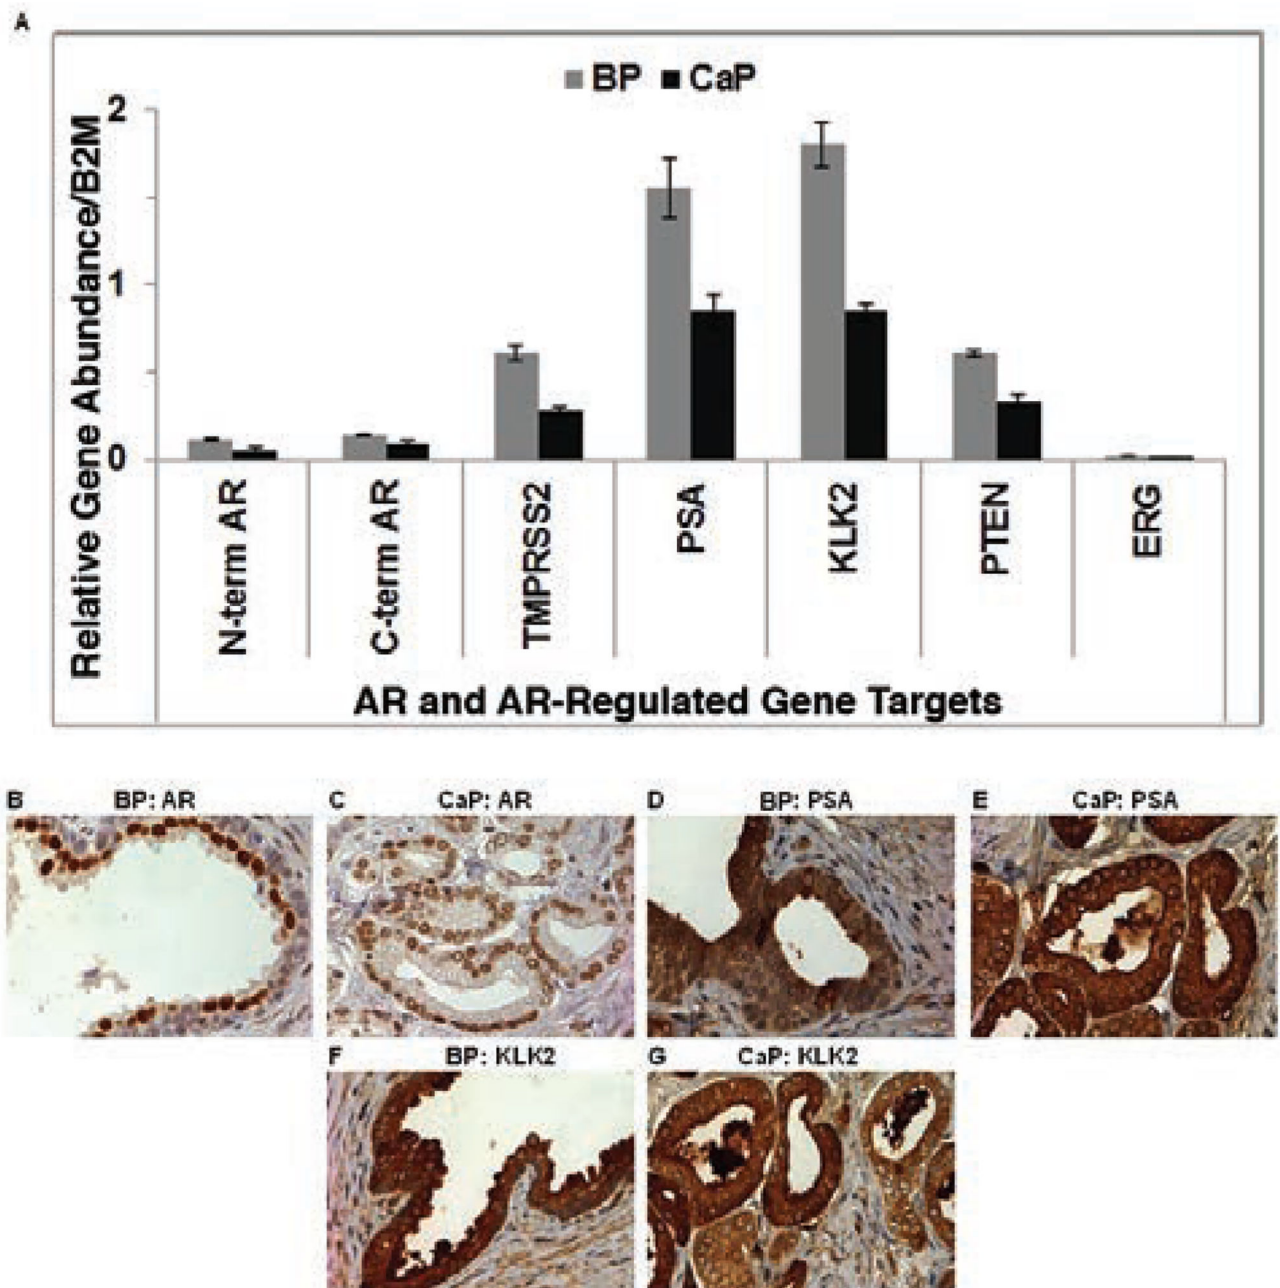 A
BP CaP
2
1
0
Relative Gene Abundance/B2M
N-term AR
C-term AR
TMPRSS2
PSA
KLK2
PTEN
ERG
AR and AR-Regulated Gene Targets
B BP: AR
C CaP: AR
D BP: PSA
E CaP: PSA
F BP: KLK2
G CaP: KLK2